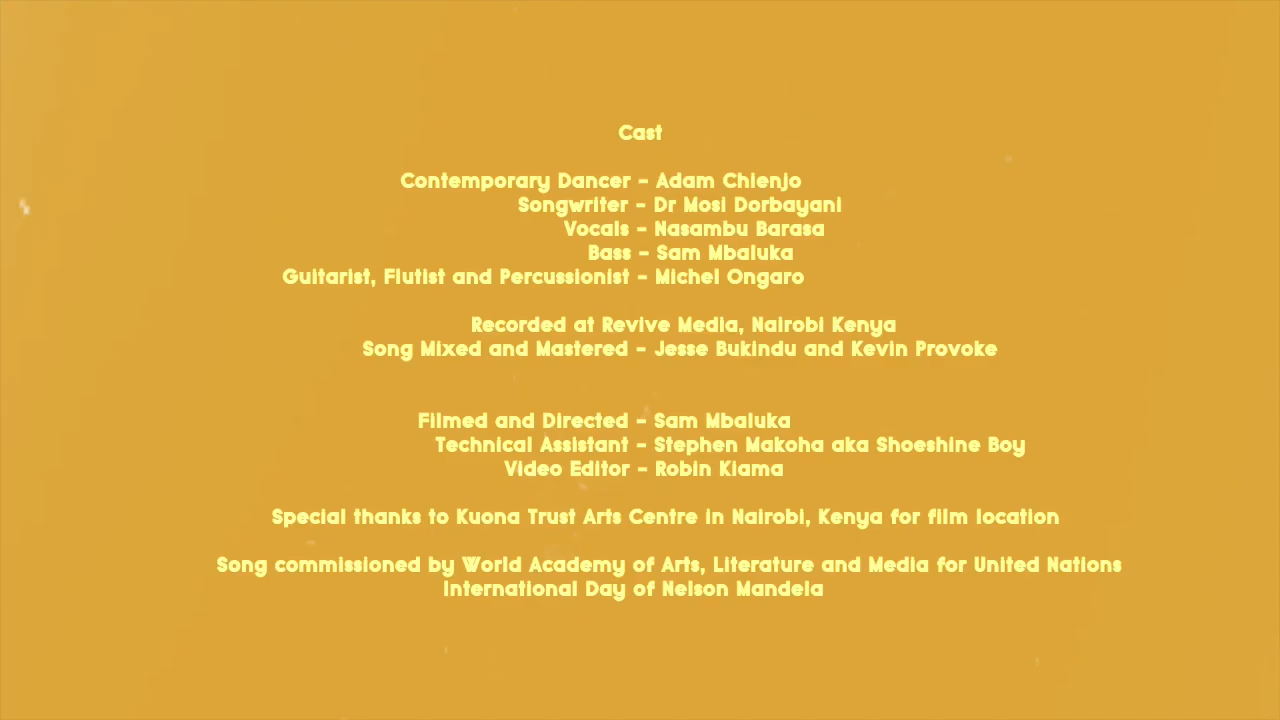 Cast
Contemporary Dancer - Adam Chienjo
Songwriter - Dr Mosi Dorbayani
Vocals - Nasambu Barasa
Bass - Sam Mbaluka
Guitarist, Flutist and Percussionist - Michel Ongaro
Recorded at Revive Media, Nairobi Kenya
Song Mixed and Mastered - Jesse Bukindu and Kevin Provoke
Filmed and Directed - Sam Mbaluka
Technical Assistant - Stephen Makoha aka Shoeshine Boy
Video Editor - Robin Kiama
Special thanks to Kuona Trust Arts Centre in Nairobi, Kenya for film location
Song commissioned by World Academy of Arts, Literature and Media for United Nations
International Day of Nelson Mandela